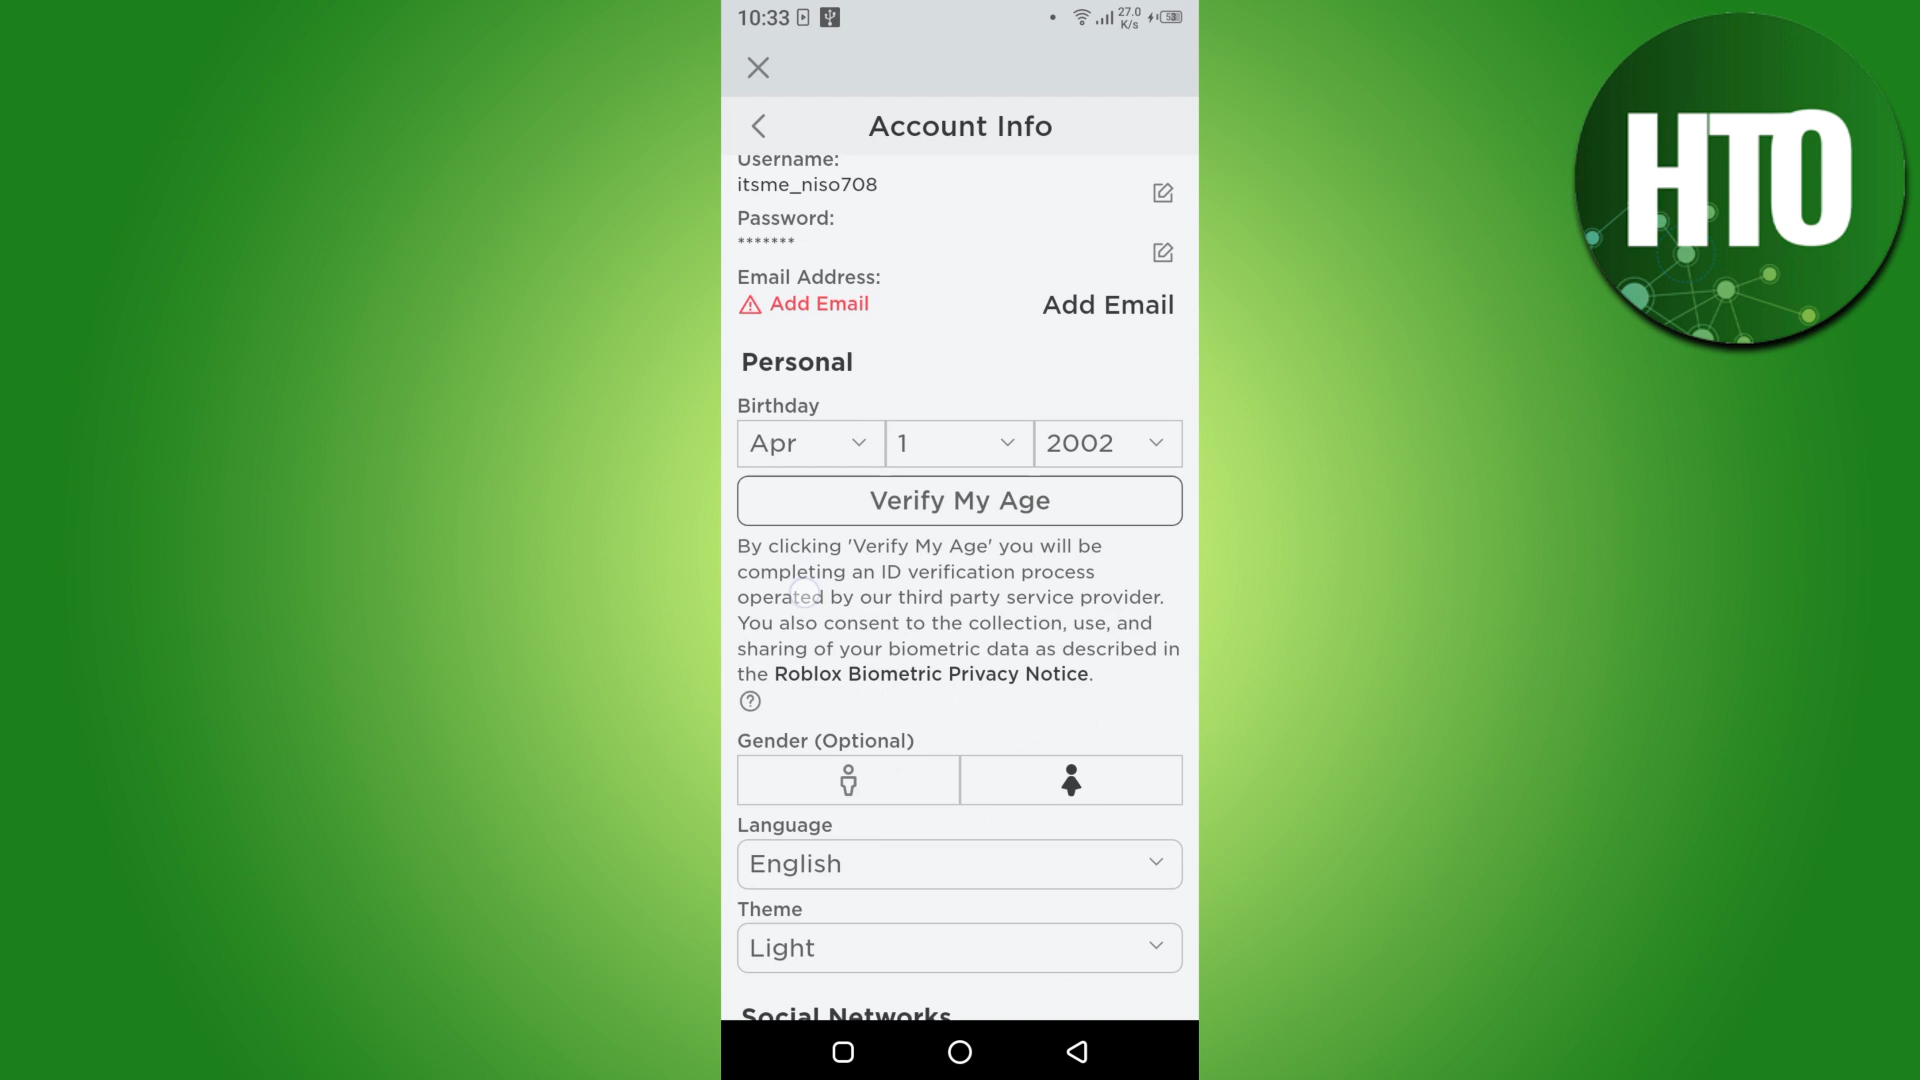 10:33
27.0
K/s
53
HTO
Account Info
Username:
itsme_niso708
Password:
*******
Email Address:
Add Email
Add Email
Personal
Birthday
Apr
1
2002
Verify My Age
By clicking 'Verify My Age' you will be
completing an ID verification process
operated by our third party service provider.
You also consent to the collection, use, and
sharing of your biometric data as described in
the Roblox Biometric Privacy Notice.
Gender (Optional)
Language
English
Theme
Light
Social Networks